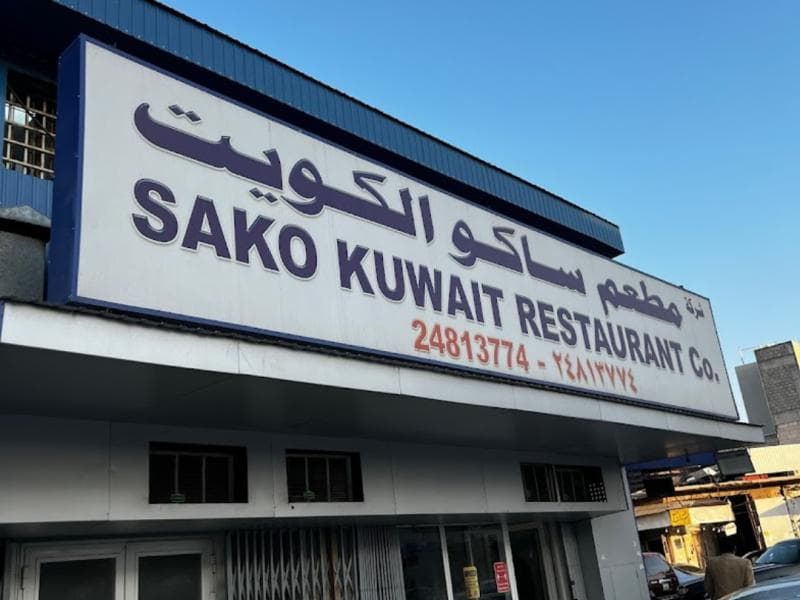 شركة مطعم ساكو الكويت
SAKO KUWAIT RESTAURANT Co.
24813774 - ٢٤٨١٣٧٧٤